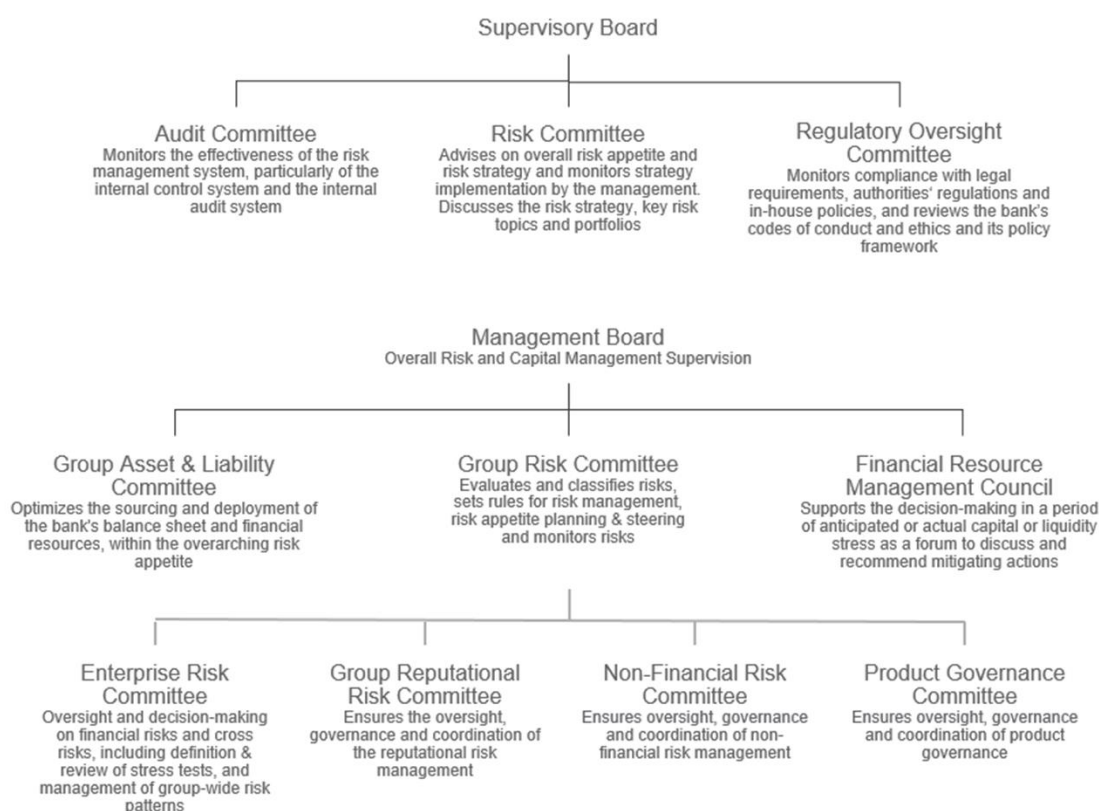 Supervisory Board
Audit Committee
Monitors the effectiveness of the risk
management system, particularly of the
internal control system and the internal
audit system
Risk Committee
Advises on overall risk appetite and
risk strategy and monitors strategy
implementation by the management.
Discusses the risk strategy, key risk
topics and portfolios
Regulatory Oversight
Committee
Monitors compliance with legal
requirements, authorities‘ regulations and
in-house policies, and reviews the bank's
codes of conduct and ethics and its policy
framework
Management Board
Overall Risk and Capital Management Supervision
Group Asset & Liability
Committee
Optimizes the sourcing and deployment of
the bank's balance sheet and financial
resources, within the overarching risk
appetite
Group Risk Committee
Evaluates and classifies risks,
sets rules for risk management,
risk appetite planning & steering
and monitors risks
Financial Resource
Management Council
Supports the decision-making in a period
of anticipated or actual capital or liquidity
stress as a forum to discuss and
recommend mitigating actions
Enterprise Risk
Committee
Oversight and decision-making
on financial risks and cross
risks, including definition &
review of stress tests, and
management of group-wide risk
patterns
Group Reputational
Risk Committee
Ensures the oversight,
governance and coordination of
the reputational risk
management
Non-Financial Risk
Committee
Ensures oversight, governance
and coordination of non-
financial risk management
Product Governance
Committee
Ensures oversight, governance
and coordination of product
governance